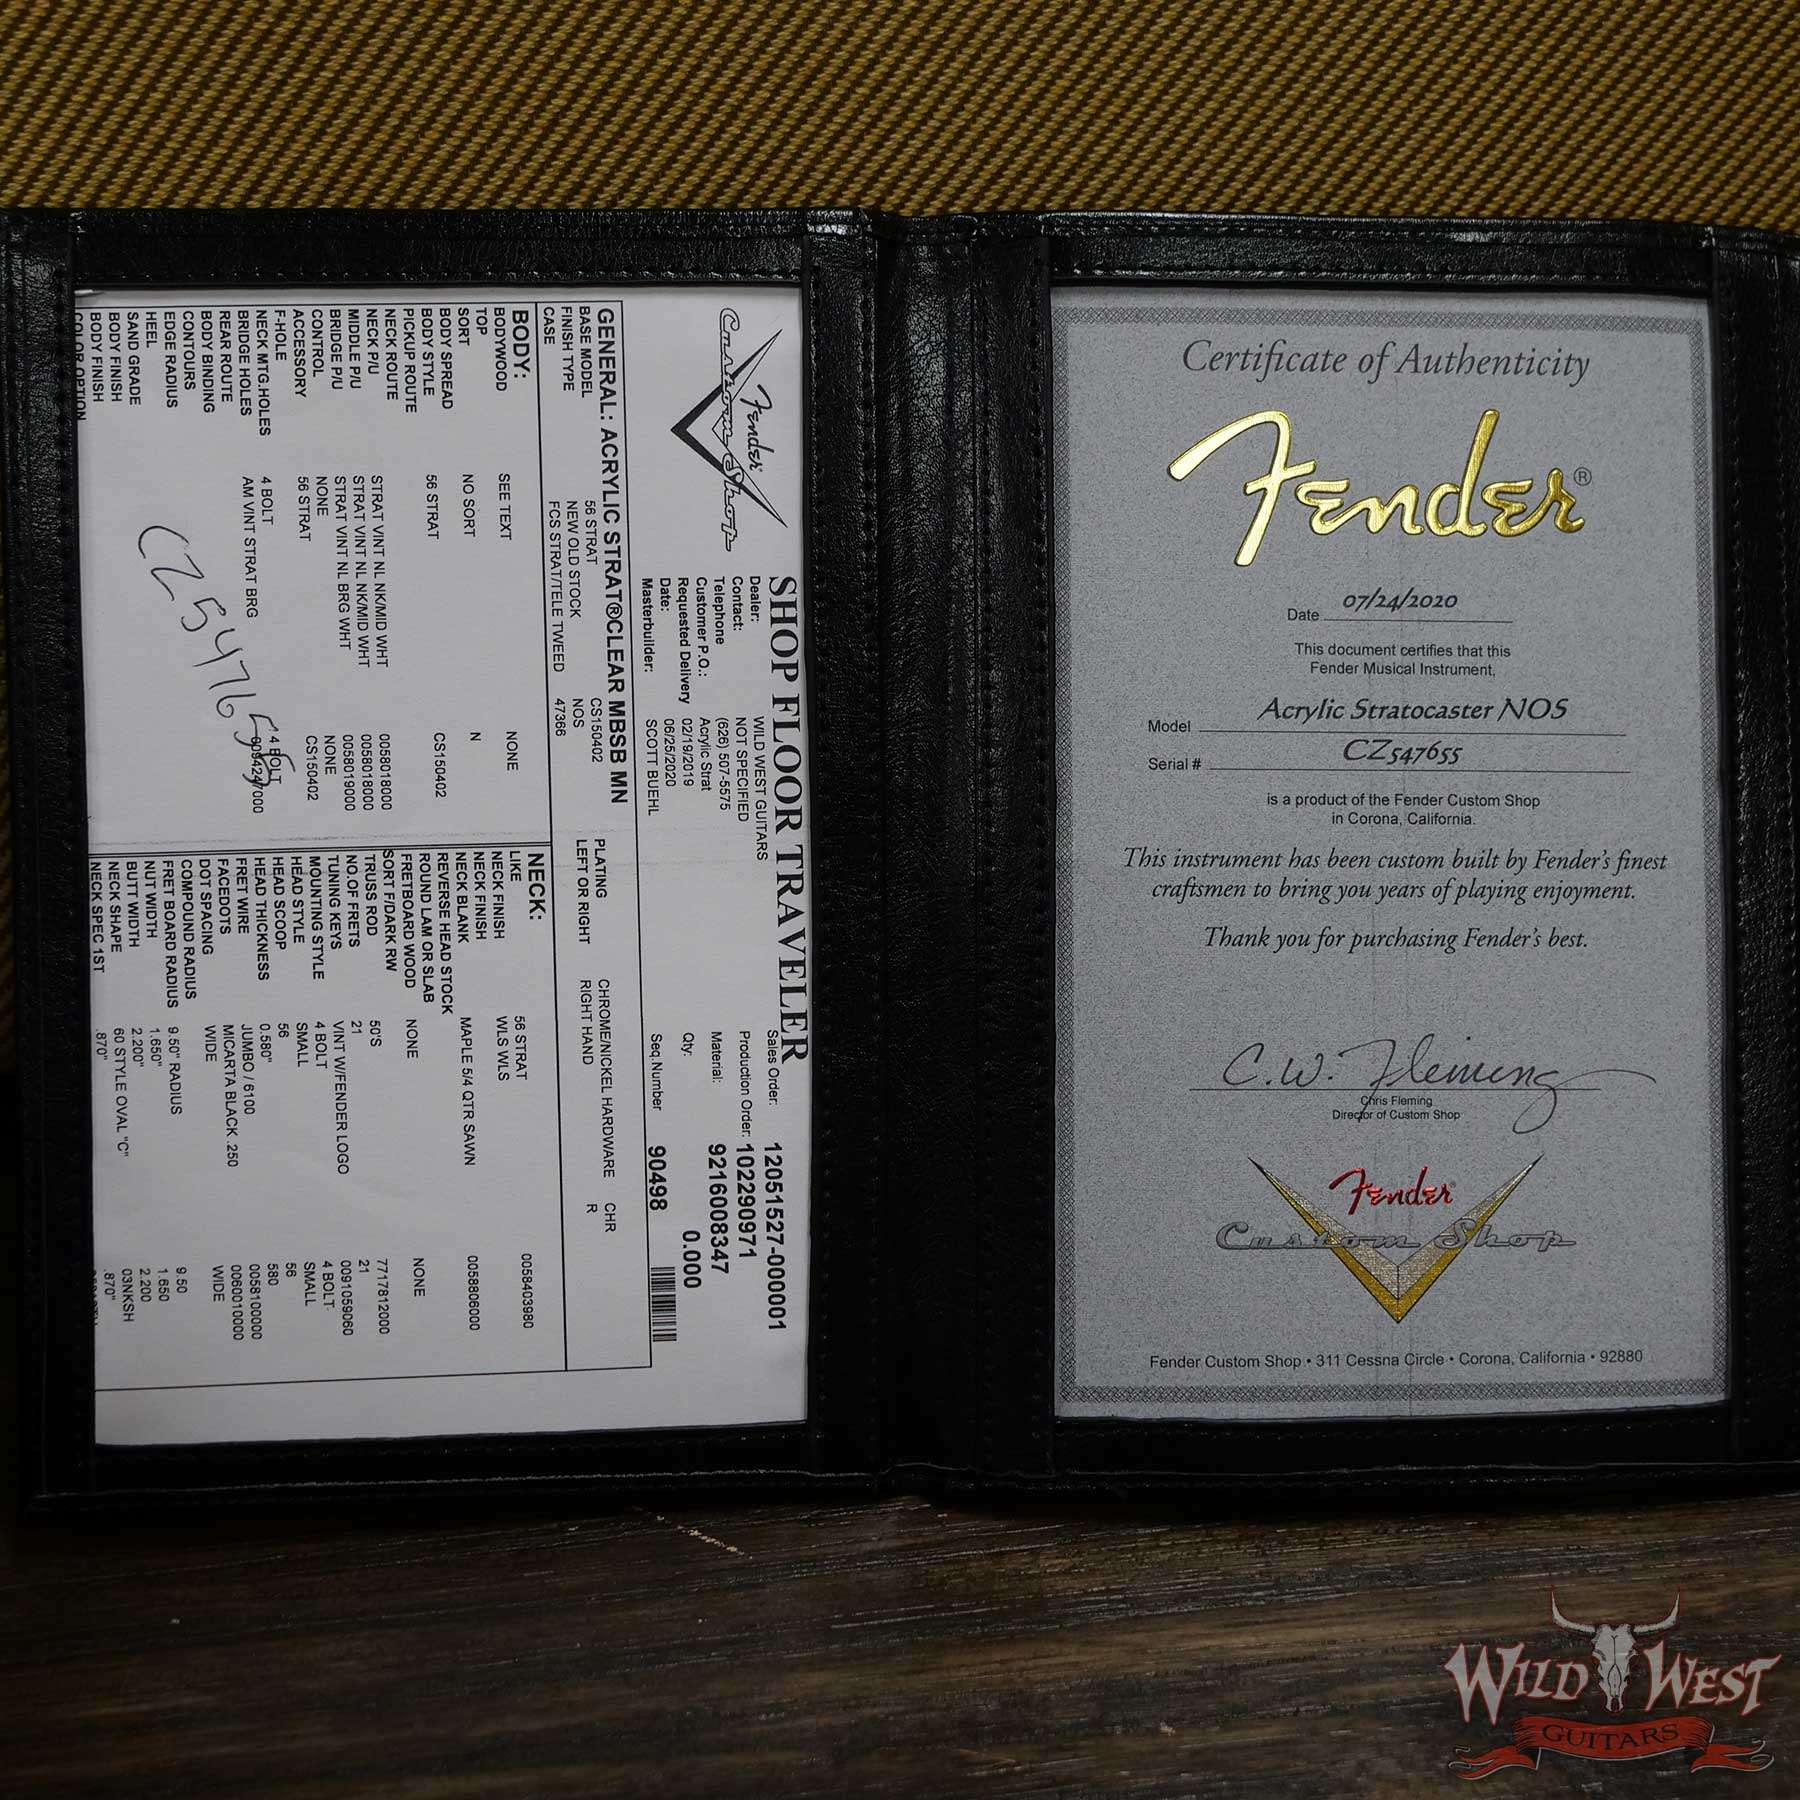 Fender
Custom Shop
SHOP FLOOR TRAVELER
Dealer: WILD WEST GUITARS
Contact: NOT SPECIFIED
Telephone (626) 507-5575
Customer P.O.: Acrylic Strat
Requested Delivery 02/19/2019
Date: 06/25/2020
Masterbuilder: SCOTT BUEHL
Sales Order: 12051527-000001
Production Order: 102290971
Material: 9216008347
Qty: 0.000
Seq.Number 90498
GENERAL: ACRYLIC STRAT®CLEAR MBSB MN
BASE MODEL 56 STRAT CS150402 PLATING CHROME/NICKEL HARDWARE CHR
FINISH TYPE NEW OLD STOCK NOS LEFT OR RIGHT RIGHT HAND R
CASE FCS STRAT/TELE TWEED 47366
BODY:
BODYWOOD SEE TEXT NONE
TOP
SORT NO SORT N
BODY SPREAD
BODY STYLE 56 STRAT CS150402
PICKUP ROUTE
NECK ROUTE
NECK P/U STRAT VINT NL NK/MID WHT 0058018000
MIDDLE P/U STRAT VINT NL NK/MID WHT 0058018000
BRIDGE P/U STRAT VINT NL BRG WHT 0058019000
CONTROL NONE NONE
ACCESSORY 56 STRAT CS150402
F-HOLE
NECK MTG.HOLES 4 BOLT 4 BOLT
BRIDGE HOLES AM VINT STRAT BRG 0094247000
REAR ROUTE
BODY BINDING
CONTOURS
EDGE RADIUS
HEEL
SAND GRADE
BODY FINISH
BODY FINISH
COLOR OPTION
CZ547655
NECK:
LIKE 56 STRAT 0058403980
NECK FINISH WLS WLS
NECK FINISH
NECK BLANK MAPLE 5/4 QTR SAWN 0058806000
REVERSE HEAD STOCK
ROUND LAM OR SLAB
FRETBOARD WOOD NONE NONE
SORT F/DARK RW
TRUSS ROD 50'S 7717812000
NO.OF FRETS 21 21
TUNING KEYS VINT W/FENDER LOGO 0091059060
MOUNTING STYLE 4 BOLT 4 BOLT
HEAD STYLE SMALL SMALL
HEAD SCOOP 56 56
HEAD THICKNESS 0.580" 580
FRET WIRE JUMBO / 6100 0058100000
FACEDOTS MICARTA BLACK .250 0060010000
DOT SPACING WIDE WIDE
COMPOUND RADIUS
FRET BOARD RADIUS 9.50" RADIUS 9.50
NUT WIDTH 1.650" 1.650
BUTT WIDTH 2.200" 2.200
NECK SHAPE 60 STYLE OVAL "C" 03NKSH
NECK SPEC 1ST .870" .870"
Certificate of Authenticity
Fender®
Date 07/24/2020
This document certifies that this
Fender Musical Instrument,
Model Acrylic Stratocaster NOS
Serial # CZ547655
is a product of the Fender Custom Shop
in Corona, California.
This instrument has been custom built by Fender's finest
craftsmen to bring you years of playing enjoyment.
Thank you for purchasing Fender's best.
C.W. Fleming
Chris Fleming
Director of Custom Shop
Fender
Custom Shop
Fender Custom Shop • 311 Cessna Circle • Corona, California • 92880
WILD WEST
GUITARS